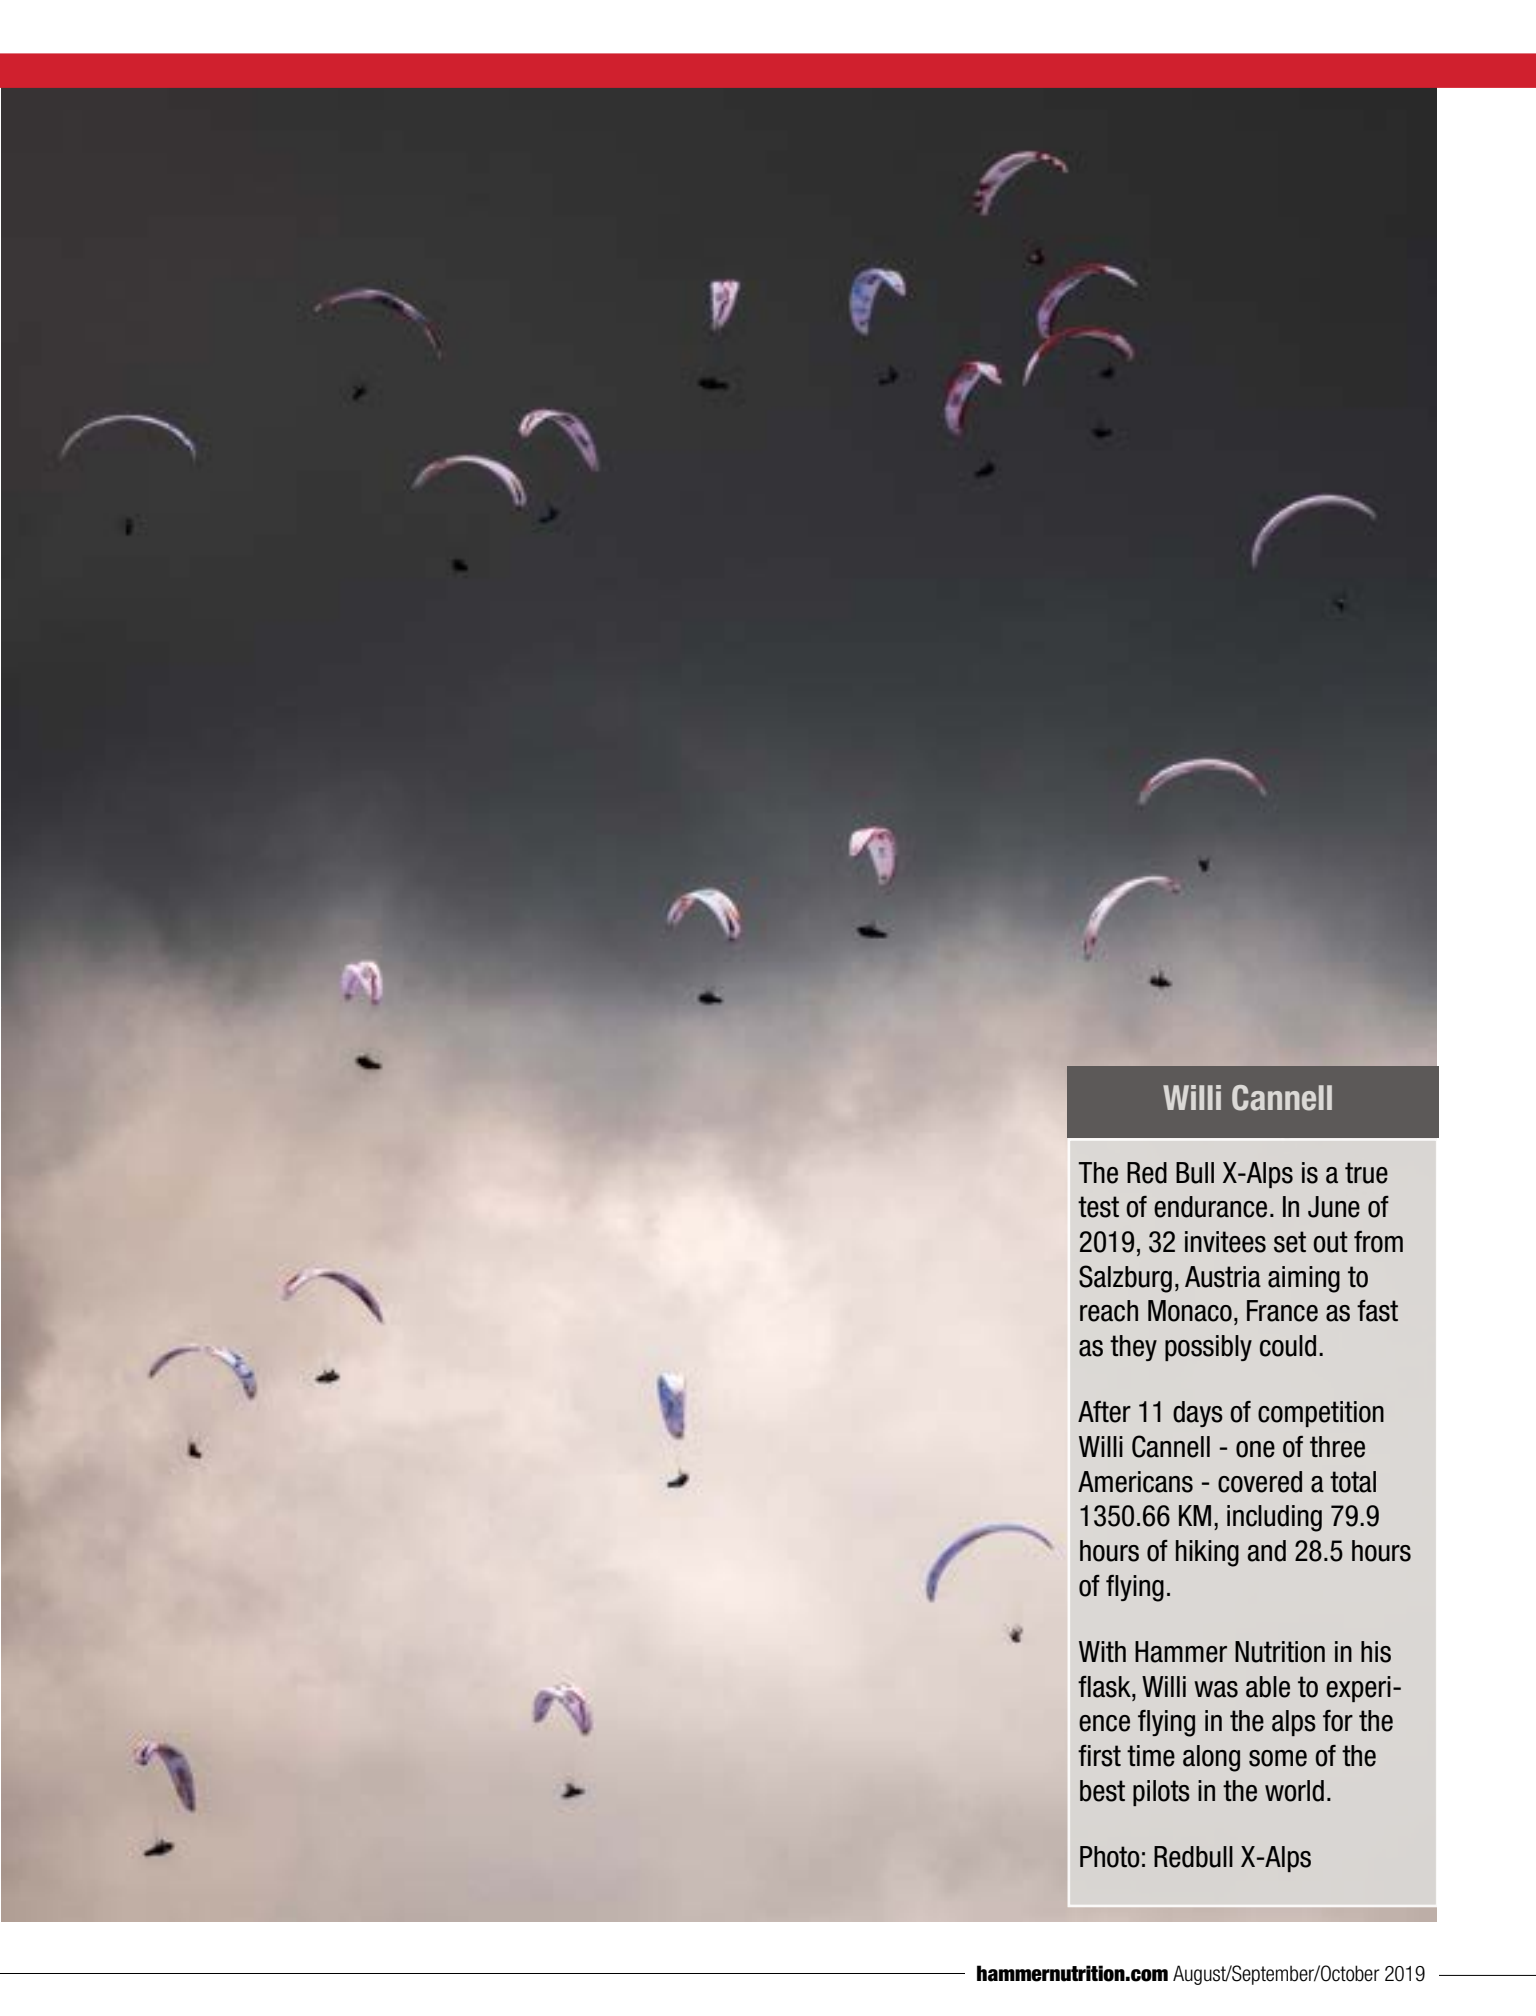 Willi Cannell
The Red Bull X-Alps is a true
test of endurance. In June of
2019, 32 invitees set out from
Salzburg, Austria aiming to
reach Monaco, France as fast
as they possibly could.
After 11 days of competition
Willi Cannell - one of three
Americans - covered a total
1350.66 KM, including 79.9
hours of hiking and 28.5 hours
of flying.
With Hammer Nutrition in his
flask, Willi was able to experi-
ence flying in the alps for the
first time along some of the
best pilots in the world.
Photo: Redbull X-Alps
hammernutrition.com August/September/October 2019